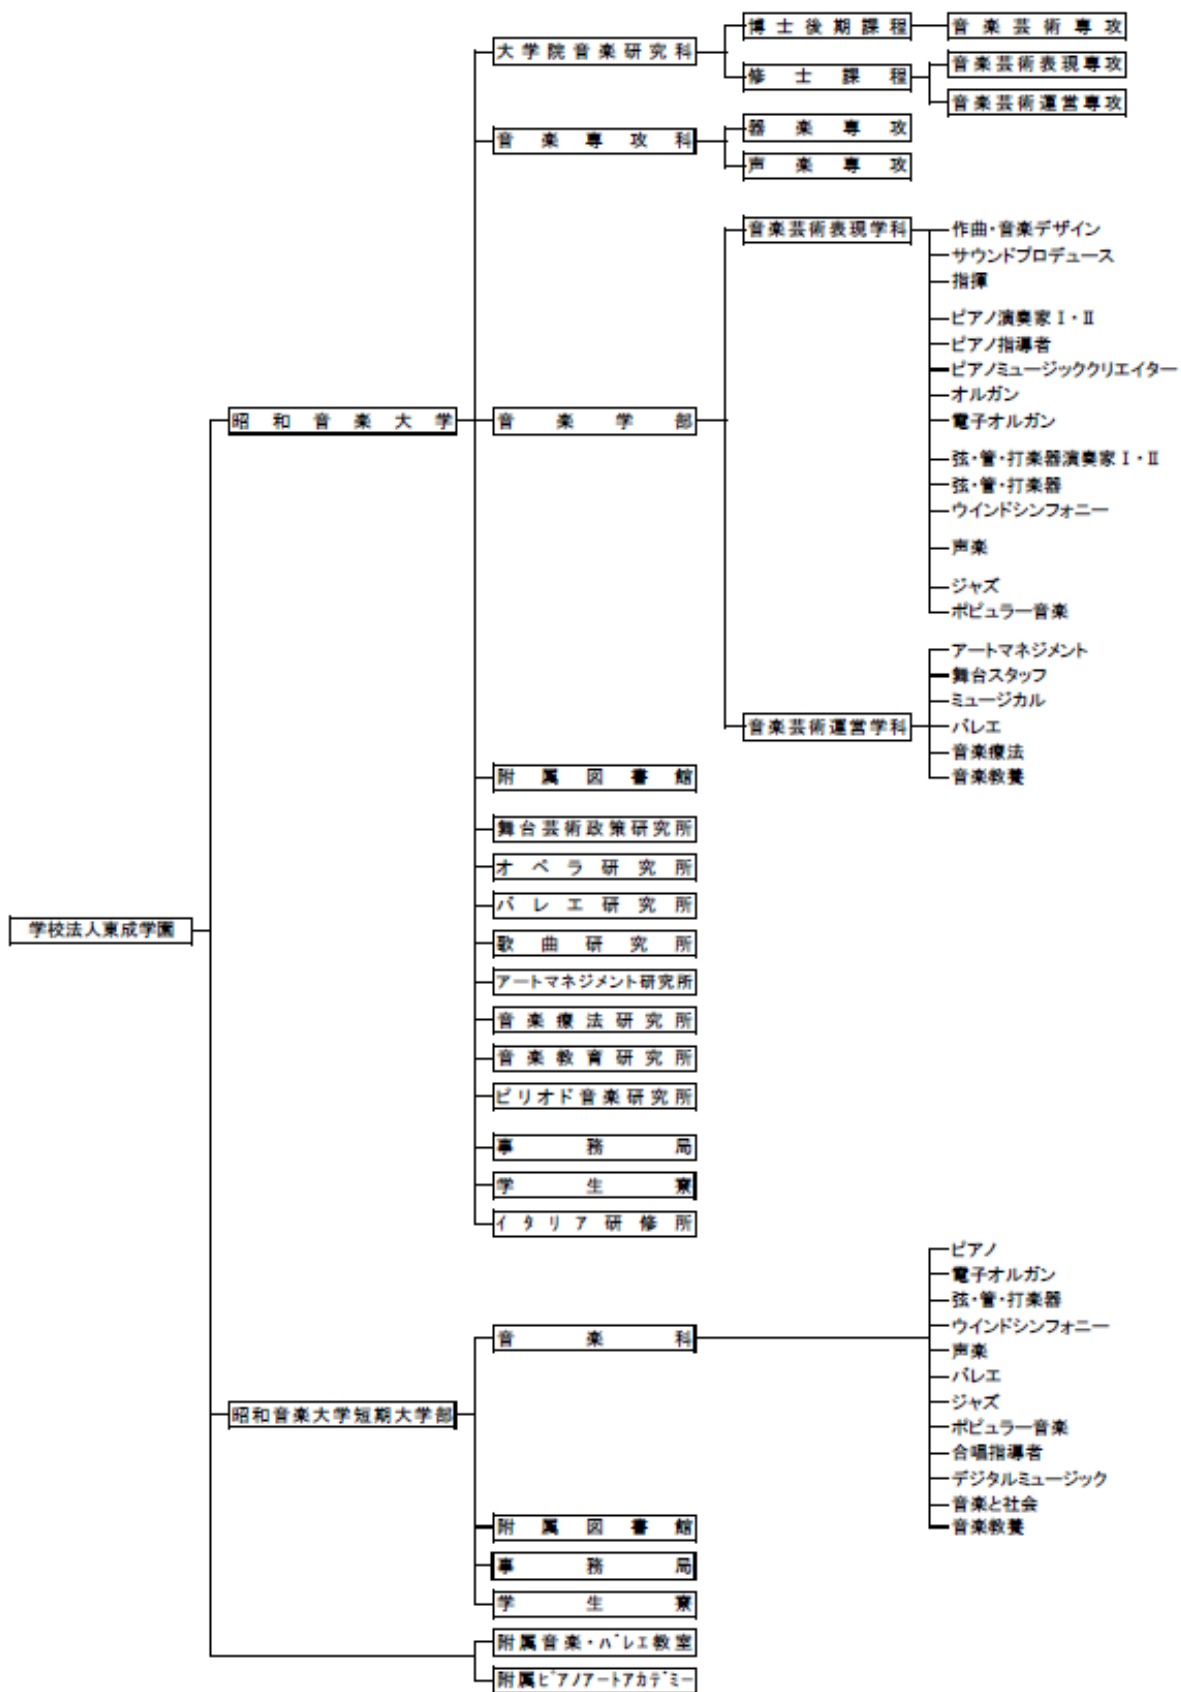 博士後期課程
音楽芸術専攻
大学院音楽研究科
修士課程
音楽芸術表現専攻
音楽芸術運営専攻
音楽専攻科
器楽専攻
声楽専攻
音楽芸術表現学科
作曲・音楽デザイン
サウンドプロデュース
指揮
ピアノ演奏家Ⅰ・Ⅱ
ピアノ指導者
ピアノミュージッククリエイター
オルガン
電子オルガン
弦・管・打楽器演奏家Ⅰ・Ⅱ
弦・管・打楽器
ウインドシンフォニー
声楽
ジャズ
ポピュラー音楽
昭和音楽大学
音楽学部
アートマネジメント
舞台スタッフ
ミュージカル
音楽芸術運営学科
バレエ
音楽療法
音楽教養
附属図書館
舞台芸術政策研究所
オペラ研究所
バレエ研究所
学校法人東成学園
歌曲研究所
アートマネジメント研究所
音楽療法研究所
音楽教育研究所
ピリオド音楽研究所
事務局
学生寮
イタリア研修所
ピアノ
電子オルガン
弦・管・打楽器
ウインドシンフォニー
音楽科
声楽
バレエ
ジャズ
昭和音楽大学短期大学部
ポピュラー音楽
合唱指導者
デジタルミュージック
音楽と社会
音楽教養
附属図書館
事務局
学生寮
附属音楽・バレエ教室
附属ピアノアートアカデミー